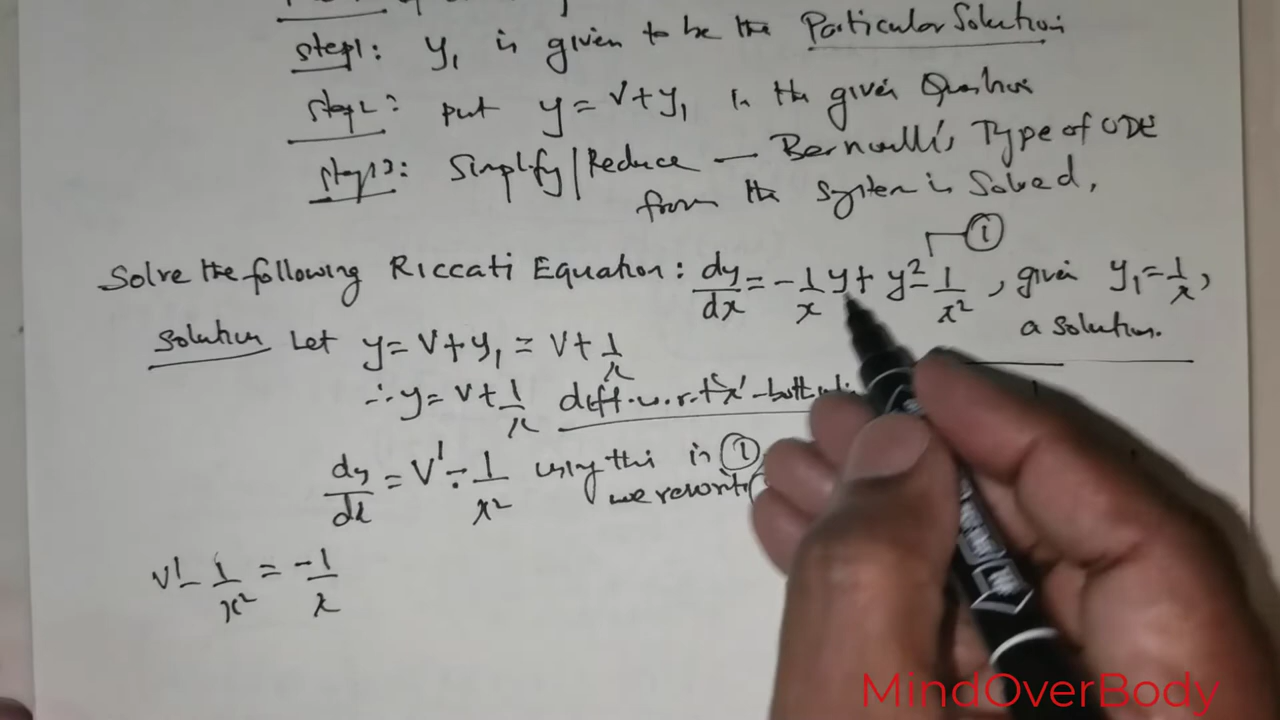 step1: y₁ is given to be the Particular Solution
step2: put y = v + y₁ in the given Question
step3: Simplify/Reduce — Bernoulli's Type of ODE
from the system is Solved,
①
Solve the following Riccati Equation: dy/dx = -1/x y + y² - 1/x², given y₁ = 1/x,
a solution.
Solution Let y = v + y₁ = v + 1/x
∴ y = v + 1/x diff. w.r.t 'x' - both
dy/dx = v' - 1/x² using this in ①,
we rewrite
v' - 1/x² = -1/x
MindOverBody